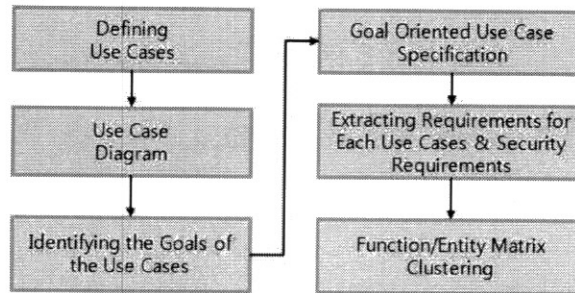 Defining
Use Cases
Use Case
Diagram
Identifying the Goals of
the Use Cases
Goal Oriented Use Case
Specification
Extracting Requirements for
Each Use Cases & Security
Requirements
Function/Entity Matrix
Clustering